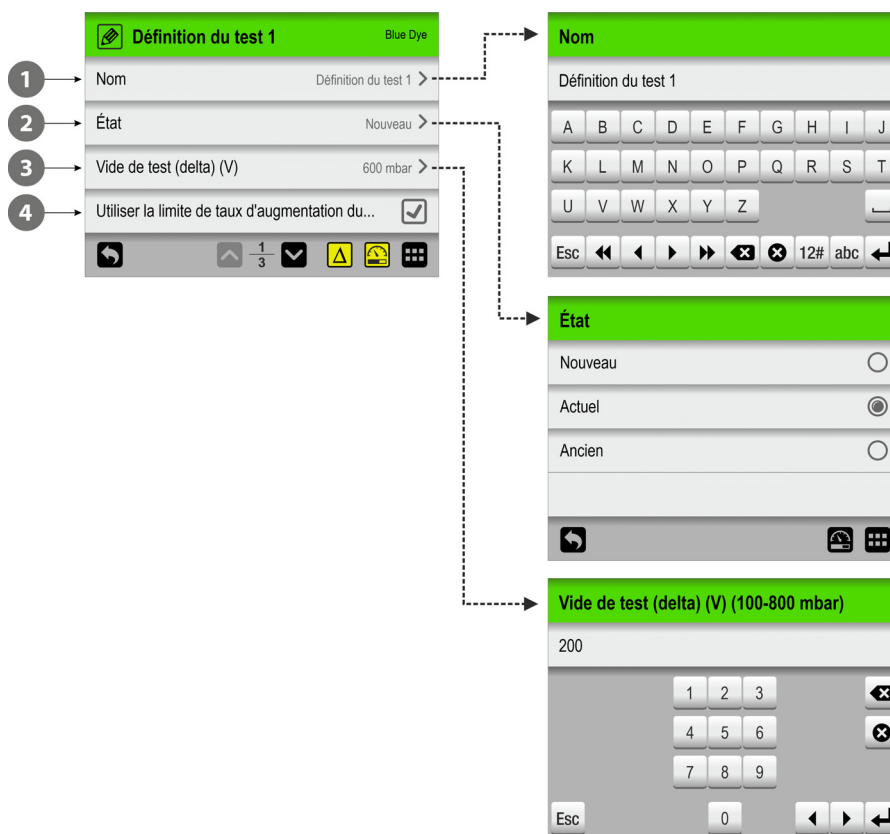 Définition du test 1 Blue Dye
1 Nom Définition du test 1
2 État Nouveau
3 Vide de test (delta) (V) 600 mbar
4 Utiliser la limite de taux d'augmentation du...
1
3
Δ
Nom
Définition du test 1
A B C D E F G H I J
K L M N O P Q R S T
U V W X Y Z
Esc 12# abc
État
Nouveau
Actuel
Ancien
Vide de test (delta) (V) (100-800 mbar)
200
1 2 3
4 5 6
7 8 9
Esc 0